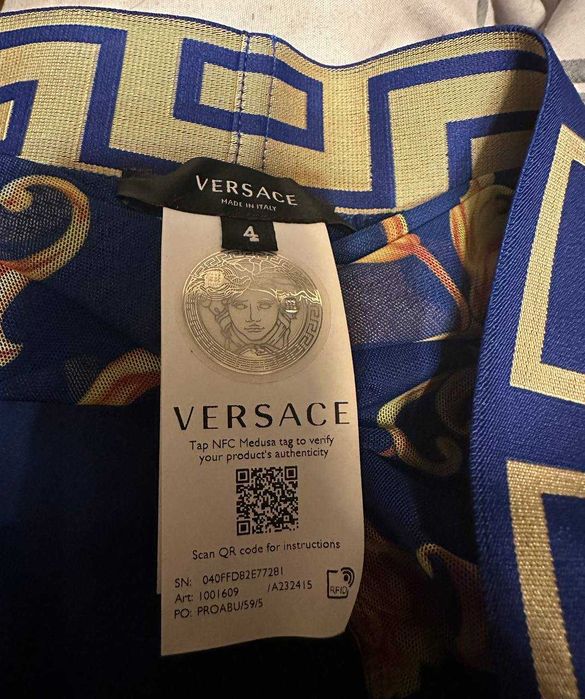 VERSACE
MADE IN ITALY
4
VERSACE
Tap NFC Medusa tag to verify
your product's authenticity
Scan QR code for instructions
SN: 040FFD82E77281
Art: 1001609 /A232415
PO: PROABU/59/5
RFID